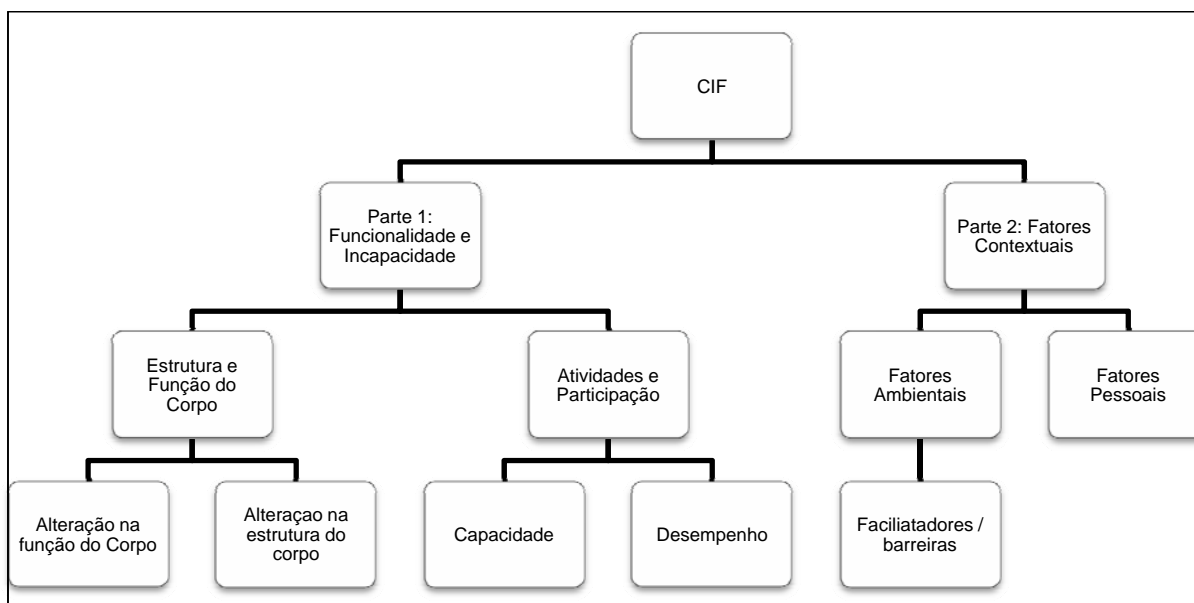 CIF
Parte 1:
Funcionalidade e
Incapacidade
Parte 2: Fatores
Contextuais
Estrutura e
Função do
Corpo
Atividades e
Participação
Fatores
Ambientais
Fatores
Pessoais
Alteração na
função do Corpo
Alteraçao na
estrutura do
corpo
Capacidade
Desempenho
Faciliatadores /
barreiras